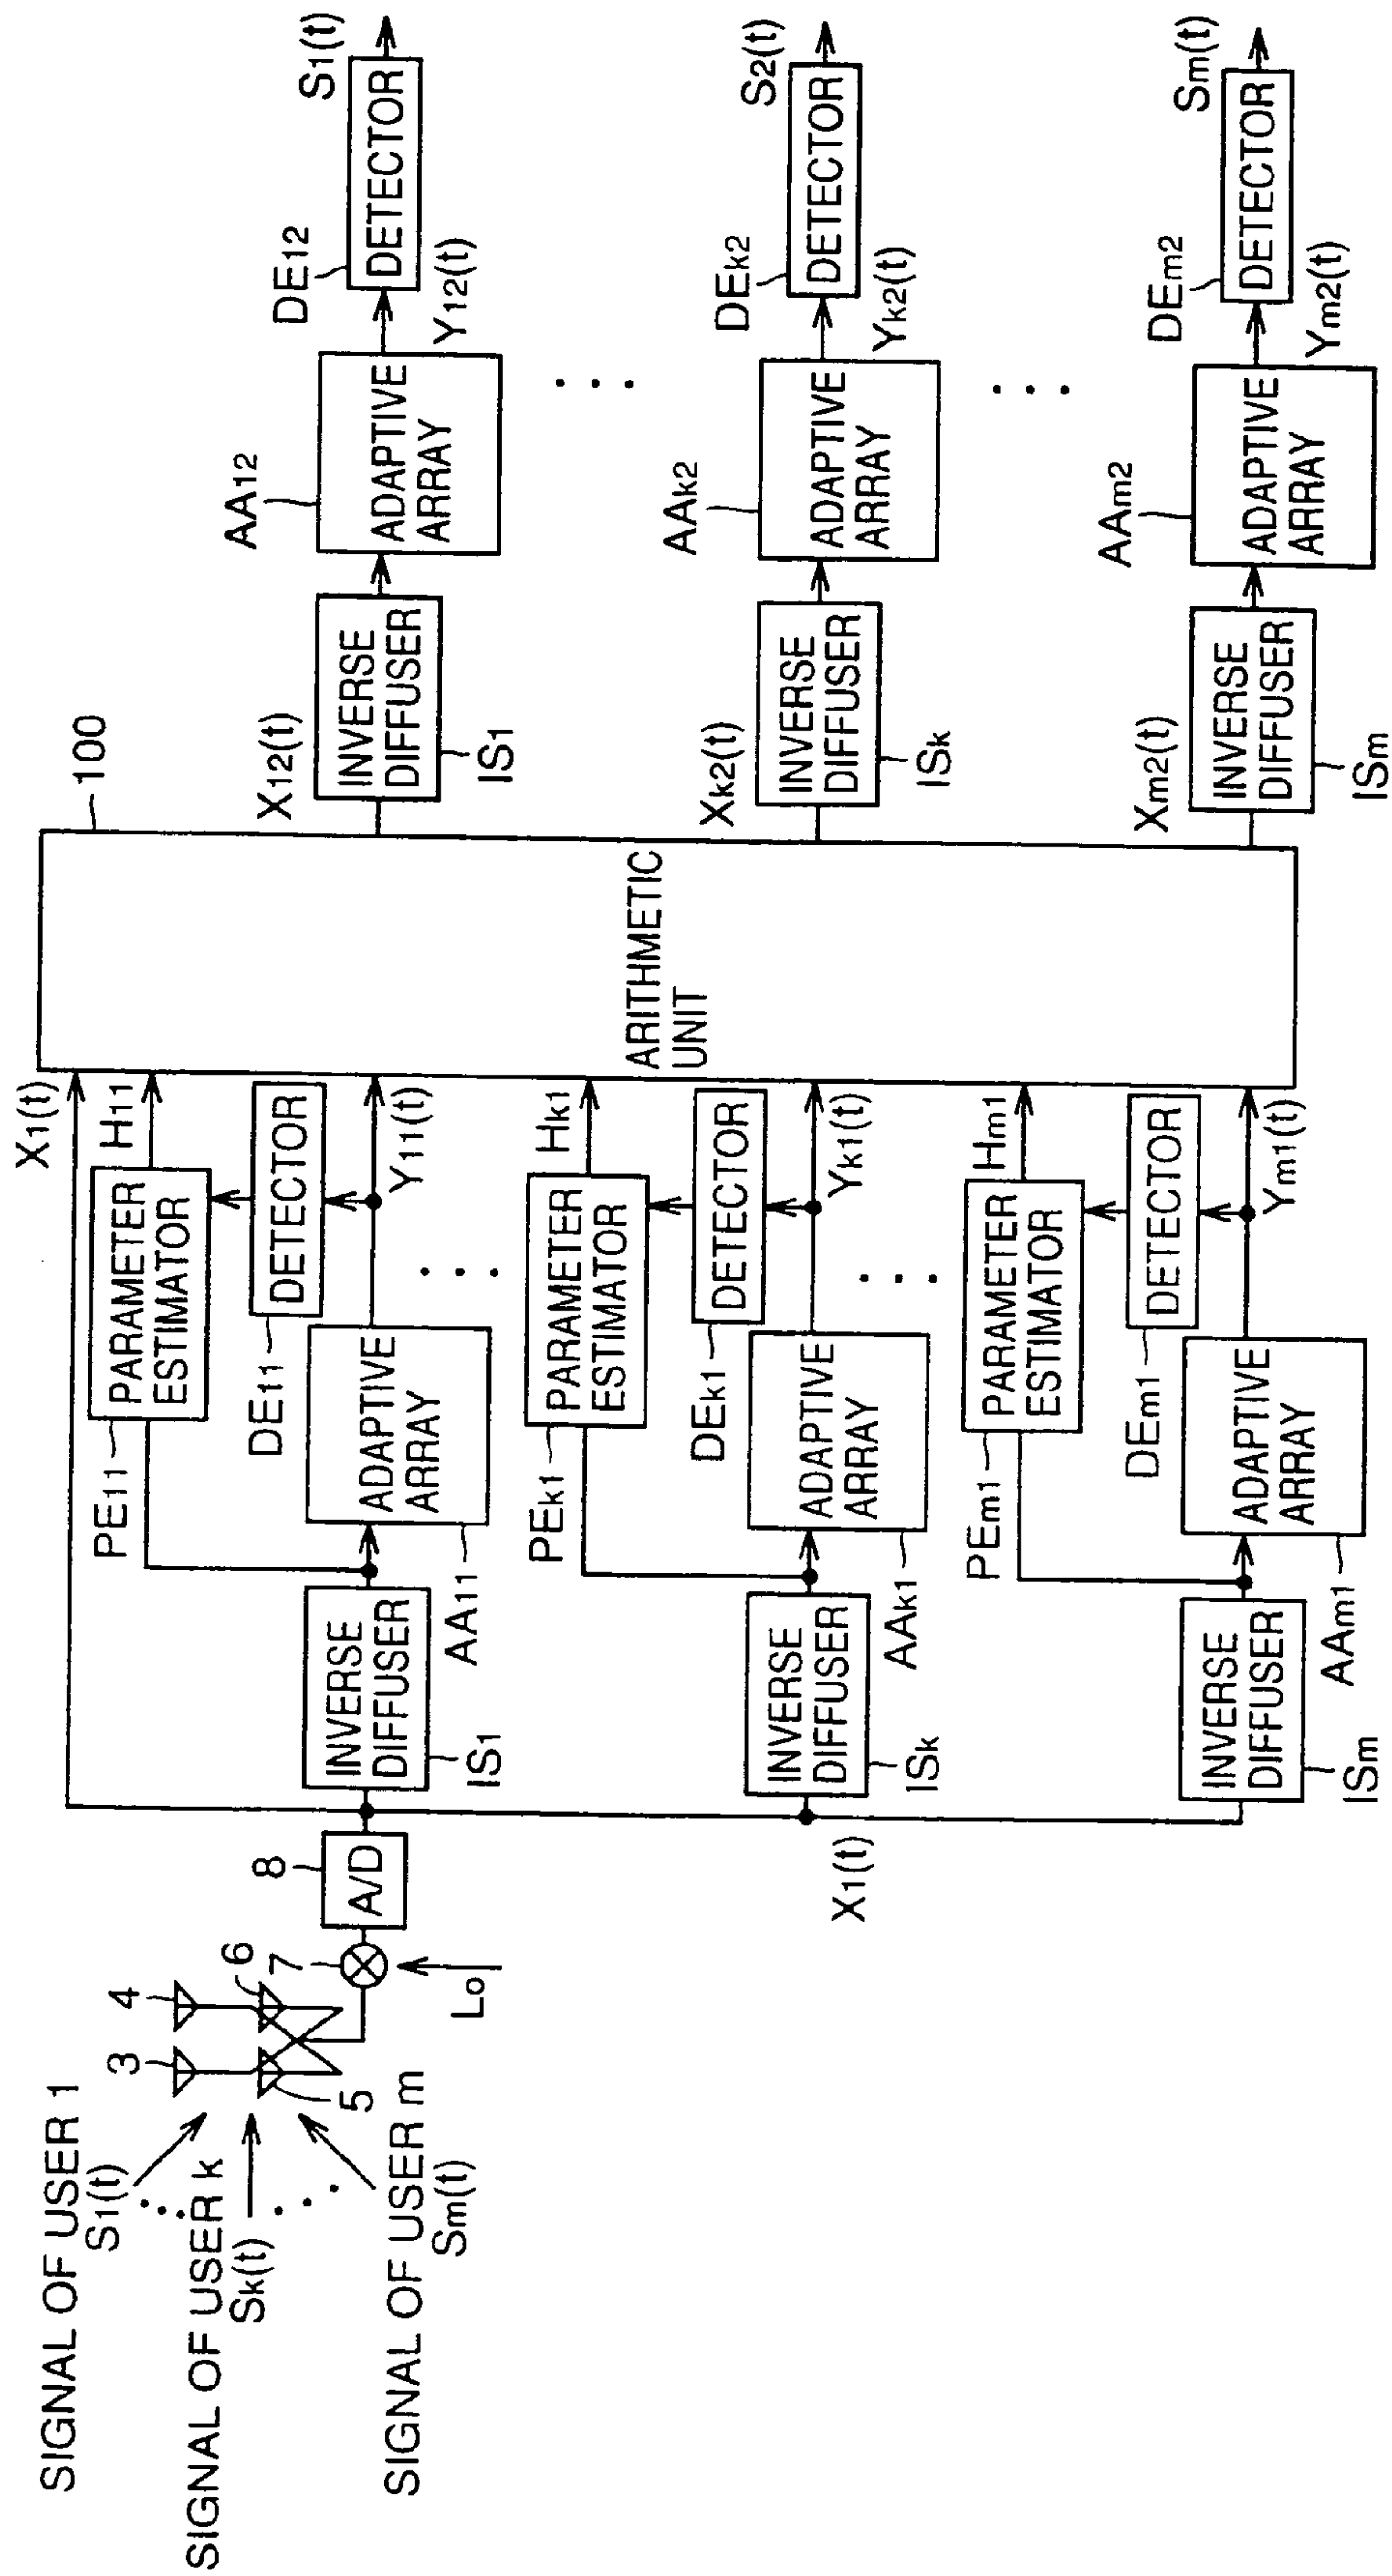 SIGNAL OF USER 1
S1(t)
SIGNAL OF USER k
Sk(t)
SIGNAL OF USER m
Sm(t)
3
4
5
6
7
Lo
8
A/D
X1(t)
X1(t)
INVERSE
DIFFUSER
IS1
PE11
PARAMETER
ESTIMATOR
H11
DE11
DETECTOR
AA11
ADAPTIVE
ARRAY
Y11(t)
INVERSE
DIFFUSER
ISk
PEk1
PARAMETER
ESTIMATOR
Hk1
DEk1
DETECTOR
AAk1
ADAPTIVE
ARRAY
Yk1(t)
INVERSE
DIFFUSER
ISm
PEm1
PARAMETER
ESTIMATOR
Hm1
DEm1
DETECTOR
AAm1
ADAPTIVE
ARRAY
Ym1(t)
100
ARITHMETIC
UNIT
X12(t)
INVERSE
DIFFUSER
IS1
AA12
ADAPTIVE
ARRAY
Y12(t)
DE12
DETECTOR
S1(t)
Xk2(t)
INVERSE
DIFFUSER
ISk
AAk2
ADAPTIVE
ARRAY
Yk2(t)
DEk2
DETECTOR
S2(t)
Xm2(t)
INVERSE
DIFFUSER
ISm
AAm2
ADAPTIVE
ARRAY
Ym2(t)
DEm2
DETECTOR
Sm(t)